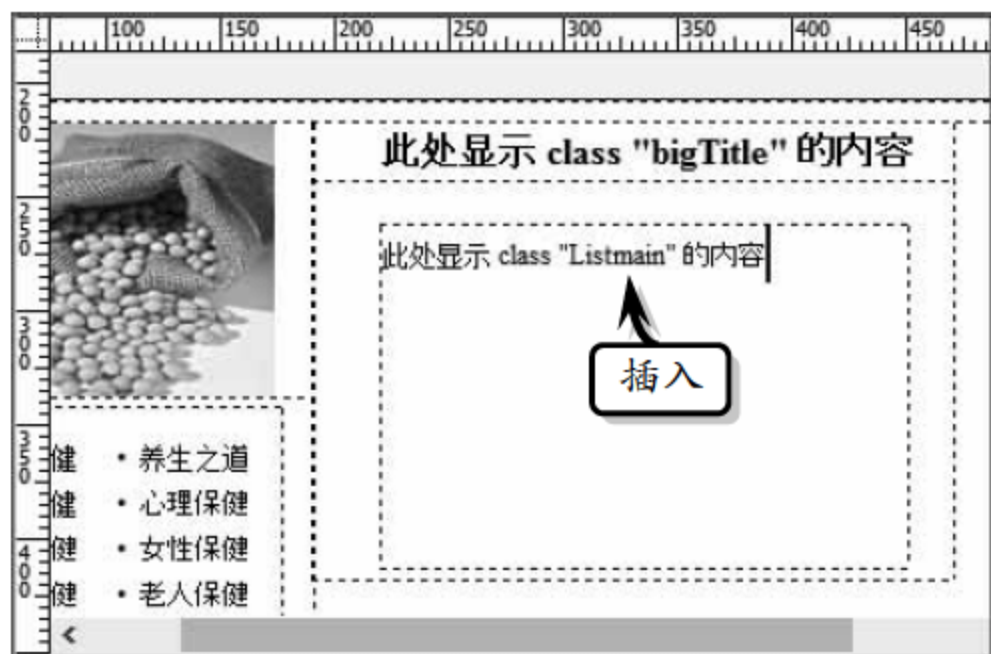 100 150 200 250 300 350 400 450
200
250
300
350
400
此处显示 class "bigTitle" 的内容
此处显示 class "Listmain" 的内容
插入
健 • 养生之道
健 • 心理保健
健 • 女性保健
健 • 老人保健